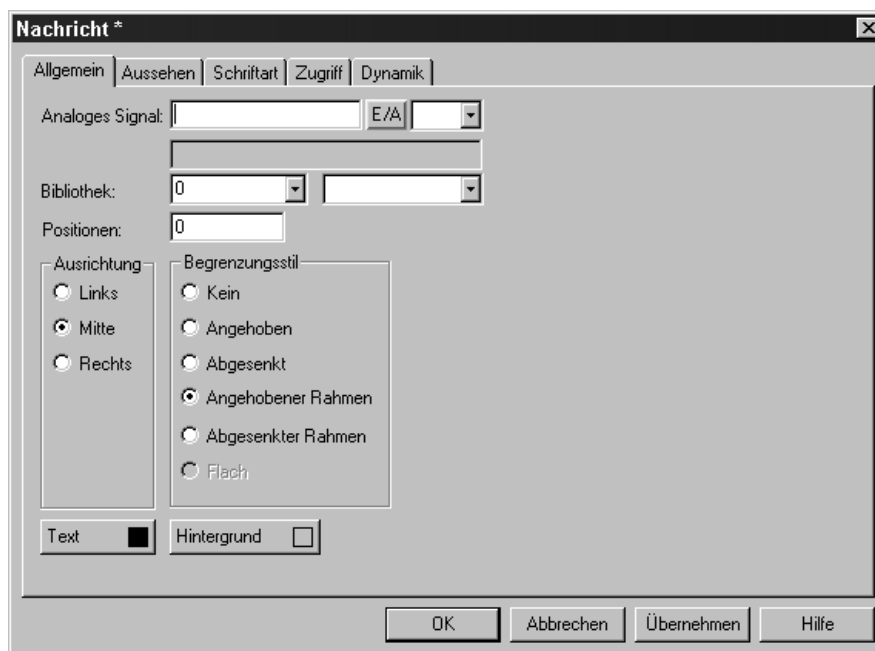 Nachricht *
Allgemein Aussehen Schriftart Zugriff Dynamik
Analoges Signal: E/A
Bibliothek: 0
Positionen: 0
Ausrichtung
Links
Mitte
Rechts
Begrenzungsstil
Kein
Angehoben
Abgesenkt
Angehobener Rahmen
Abgesenkter Rahmen
Flach
Text Hintergrund
OK Abbrechen Übernehmen Hilfe